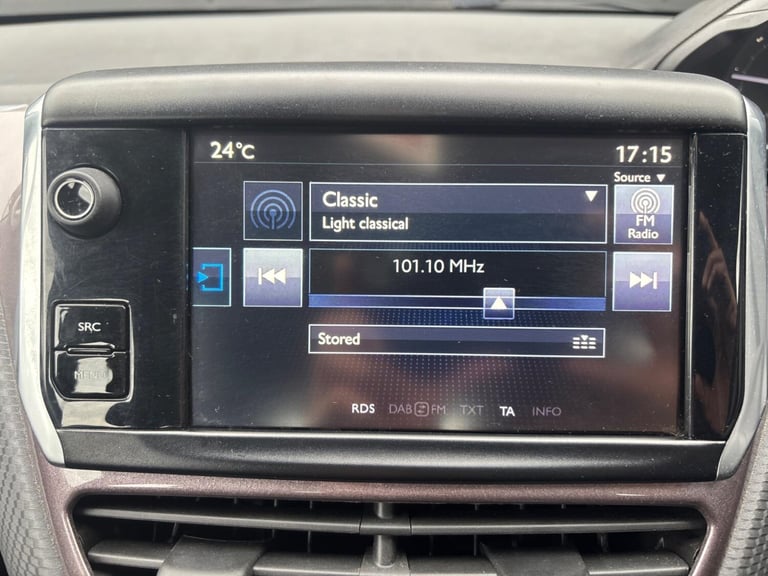 24°C
17:15
Source
Classic
Light classical
FM
Radio
101.10 MHz
SRC
Stored
MENU
RDS DAB FM TXT TA INFO